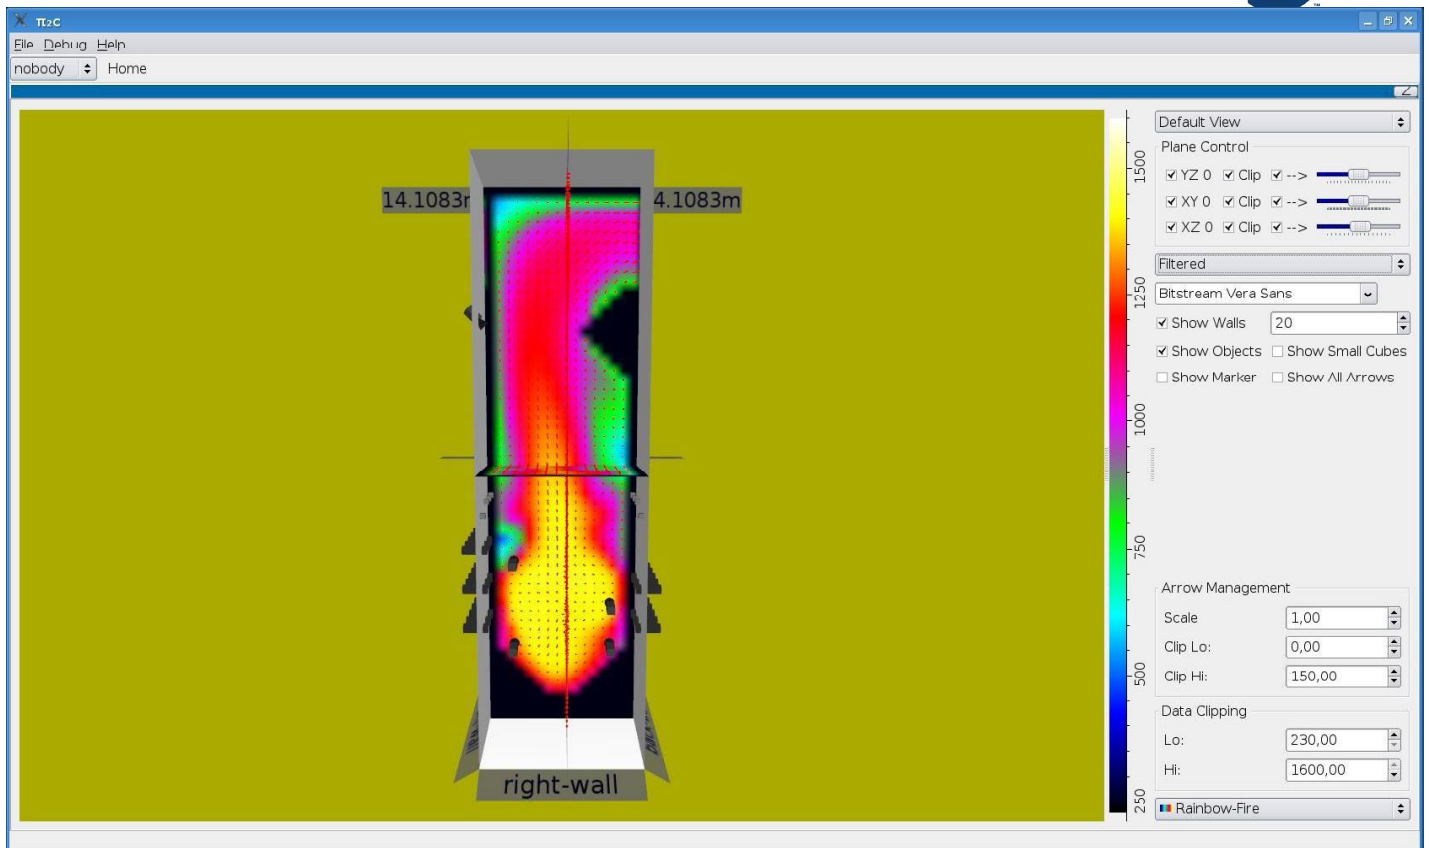 ™
π2C
File Debug Help
nobody Home
14.1083m
4.1083m
right-wall
1500
1250
1000
750
500
250
Default View
Plane Control
YZ 0 Clip -->
XY 0 Clip -->
XZ 0 Clip -->
Filtered
Bitstream Vera Sans
Show Walls 20
Show Objects Show Small Cubes
Show Marker Show All Arrows
Arrow Management
Scale 1,00
Clip Lo: 0,00
Clip Hi: 150,00
Data Clipping
Lo: 230,00
Hi: 1600,00
Rainbow-Fire